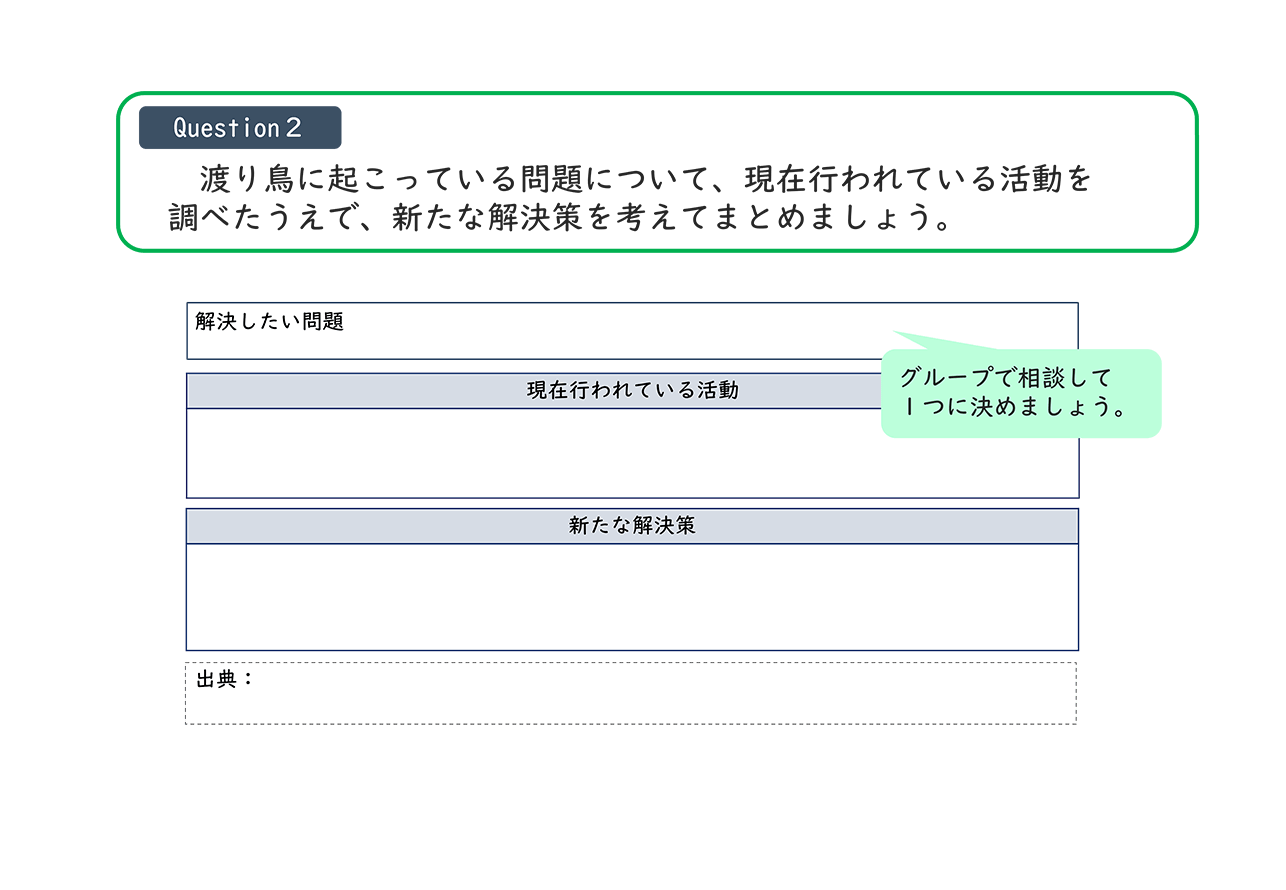 Question2
渡り鳥に起こっている問題について、現在行われている活動を
調べたうえで、新たな解決策を考えてまとめましょう。
解決したい問題
グループで相談して
１つに決めましょう。
現在行われている活動
新たな解決策
出典：